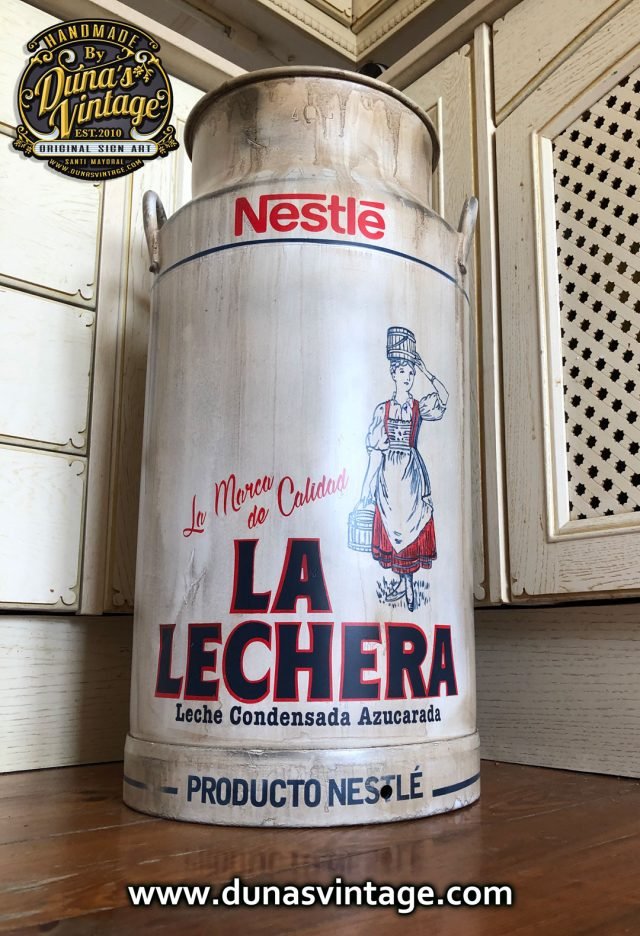 HANDMADE
By
Duna's
Vintage
EST.2010
ORIGINAL SIGN ART
SANTI MAYORAL
WWW.DUNASVINTAGE.COM
Nestlē
La Marca
de Calidad
LA
LECHERA
Leche Condensada Azucarada
PRODUCTO NESTLÉ
www.dunasvintage.com